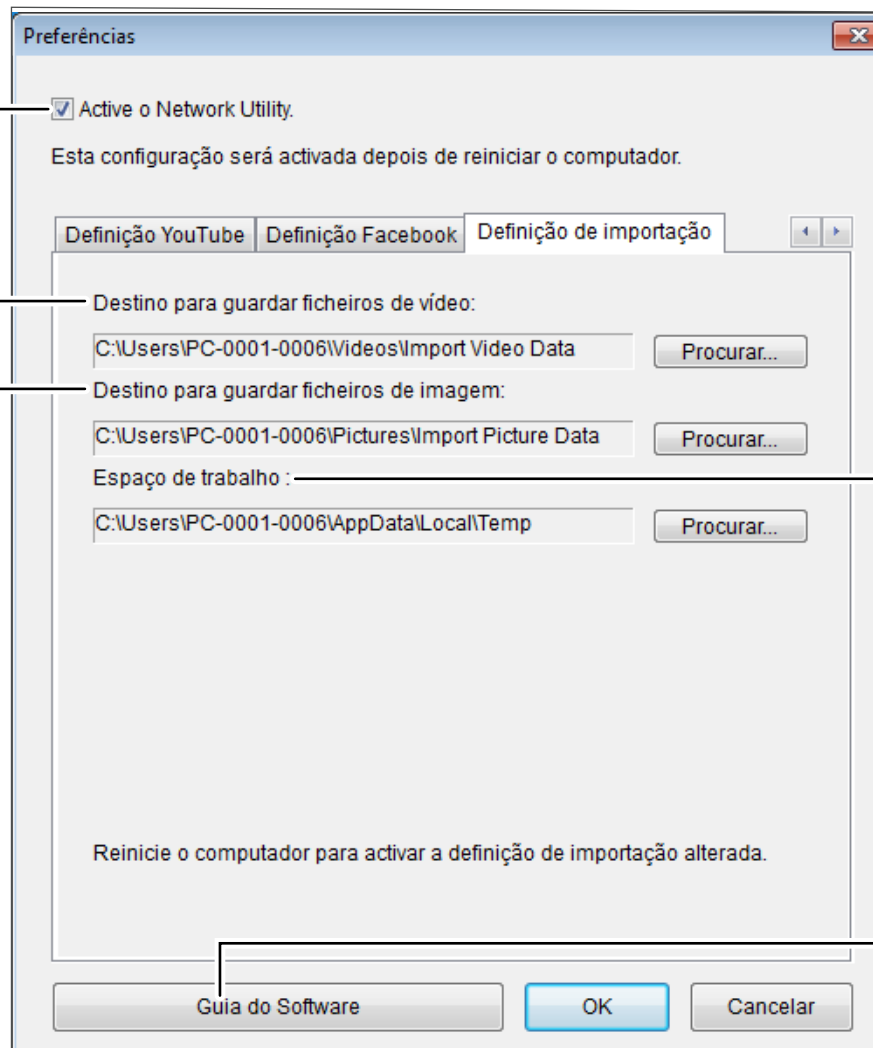 Preferências
Active o Network Utility.
Esta configuração será activada depois de reiniciar o computador.
Definição YouTube Definição Facebook Definição de importação
Destino para guardar ficheiros de vídeo:
C:\Users\PC-0001-0006\Videos\Import Video Data Procurar...
Destino para guardar ficheiros de imagem:
C:\Users\PC-0001-0006\Pictures\Import Picture Data Procurar...
Espaço de trabalho :
C:\Users\PC-0001-0006\AppData\Local\Temp Procurar...
Reinicie o computador para activar a definição de importação alterada.
Guia do Software OK Cancelar